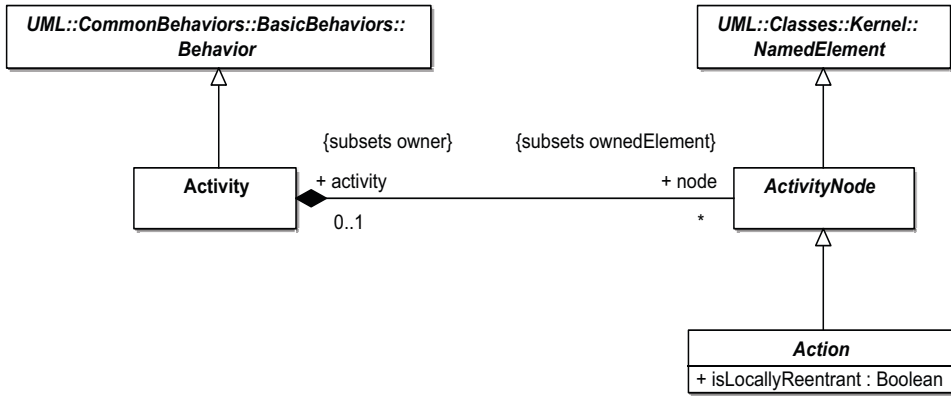 UML::CommonBehaviors::BasicBehaviors::
Behavior
UML::Classes::Kernel::
NamedElement
{subsets owner}
{subsets ownedElement}
Activity
+ activity
+ node
ActivityNode
0..1
*
Action
+ isLocallyReentrant : Boolean